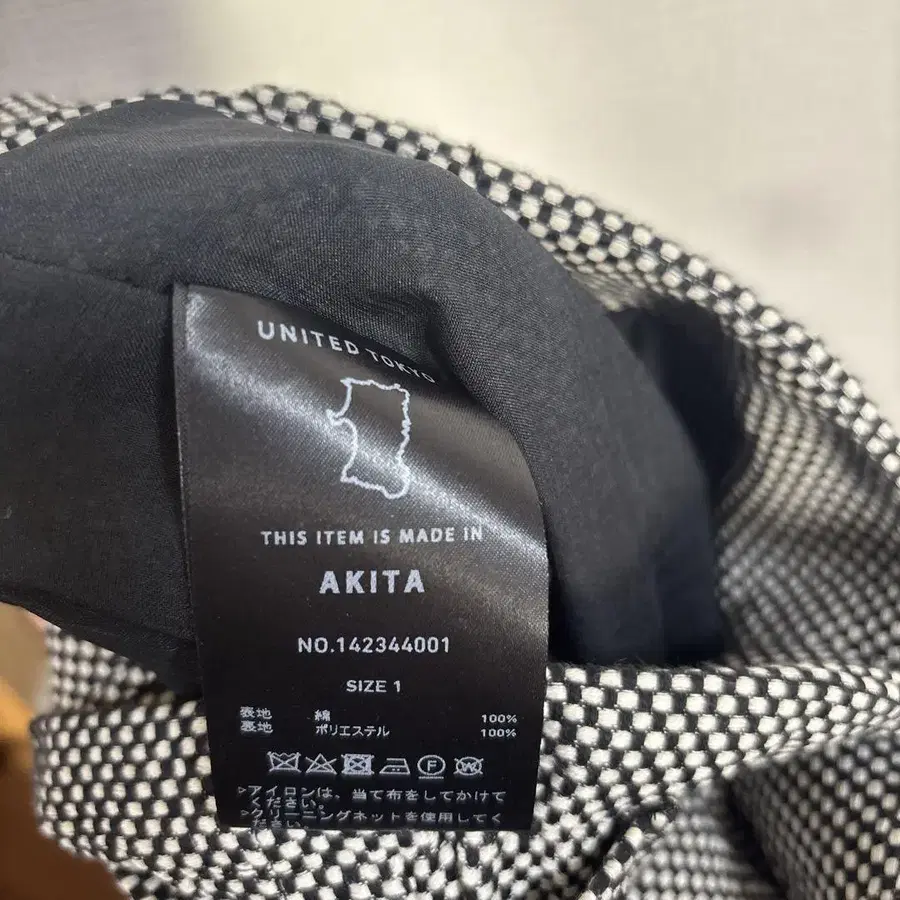 UNITED TOKYO
THIS ITEM IS MADE IN
AKITA
NO.142344001
SIZE 1
表地 綿 100%
裏地 ポリエステル 100%
F W
▷アイロンは、当て布をしてかけて
ください。
▷クリーニングネットを使用してく
ださい。